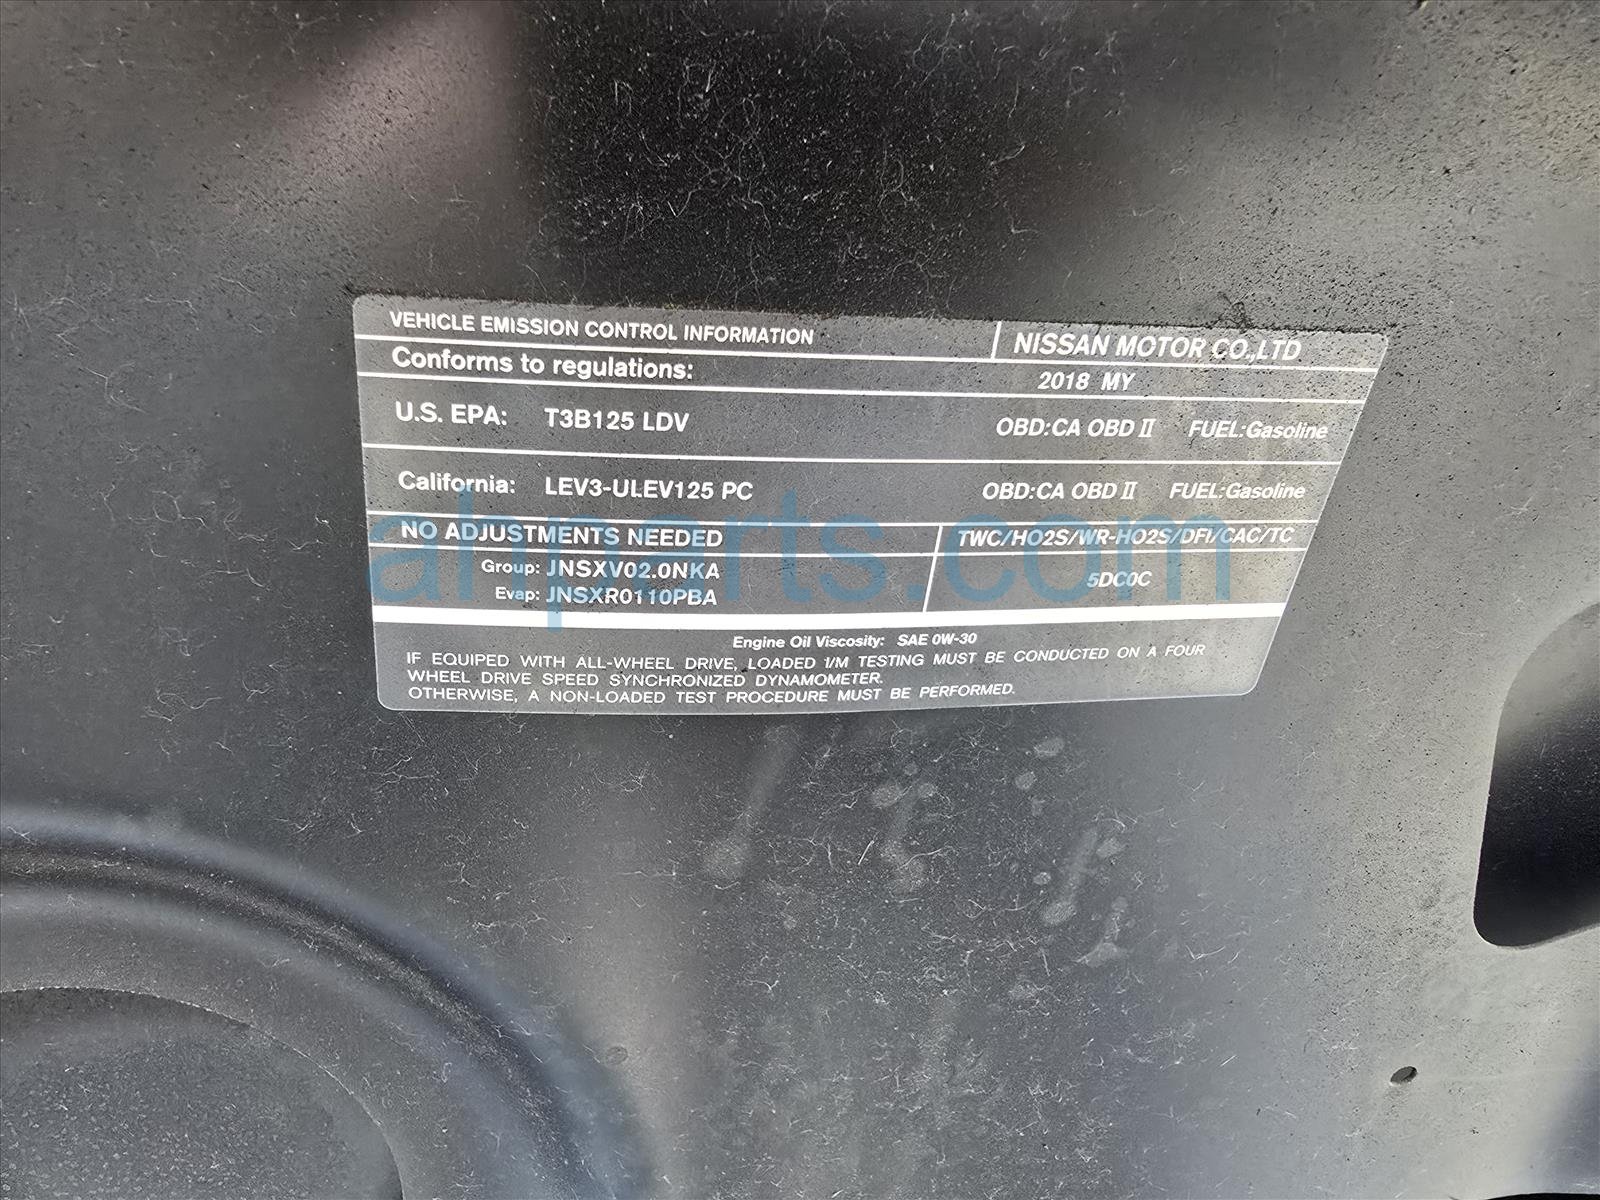 VEHICLE EMISSION CONTROL INFORMATION
NISSAN MOTOR CO.,LTD
Conforms to regulations:
2018 MY
U.S. EPA: T3B125 LDV OBD:CA OBD II FUEL:Gasoline
California: LEV3-ULEV125 PC OBD:CA OBD II FUEL:Gasoline
NO ADJUSTMENTS NEEDED TWC/HO2S/WR-HO2S/DFI/CAC/TC
Group: JNSXV02.0NKA
5DC0C
Evap: JNSXR0110PBA
Engine Oil Viscosity: SAE 0W-30
IF EQUIPED WITH ALL-WHEEL DRIVE, LOADED I/M TESTING MUST BE CONDUCTED ON A FOUR
WHEEL DRIVE SPEED SYNCHRONIZED DYNAMOMETER.
OTHERWISE, A NON-LOADED TEST PROCEDURE MUST BE PERFORMED.
ahparts.com